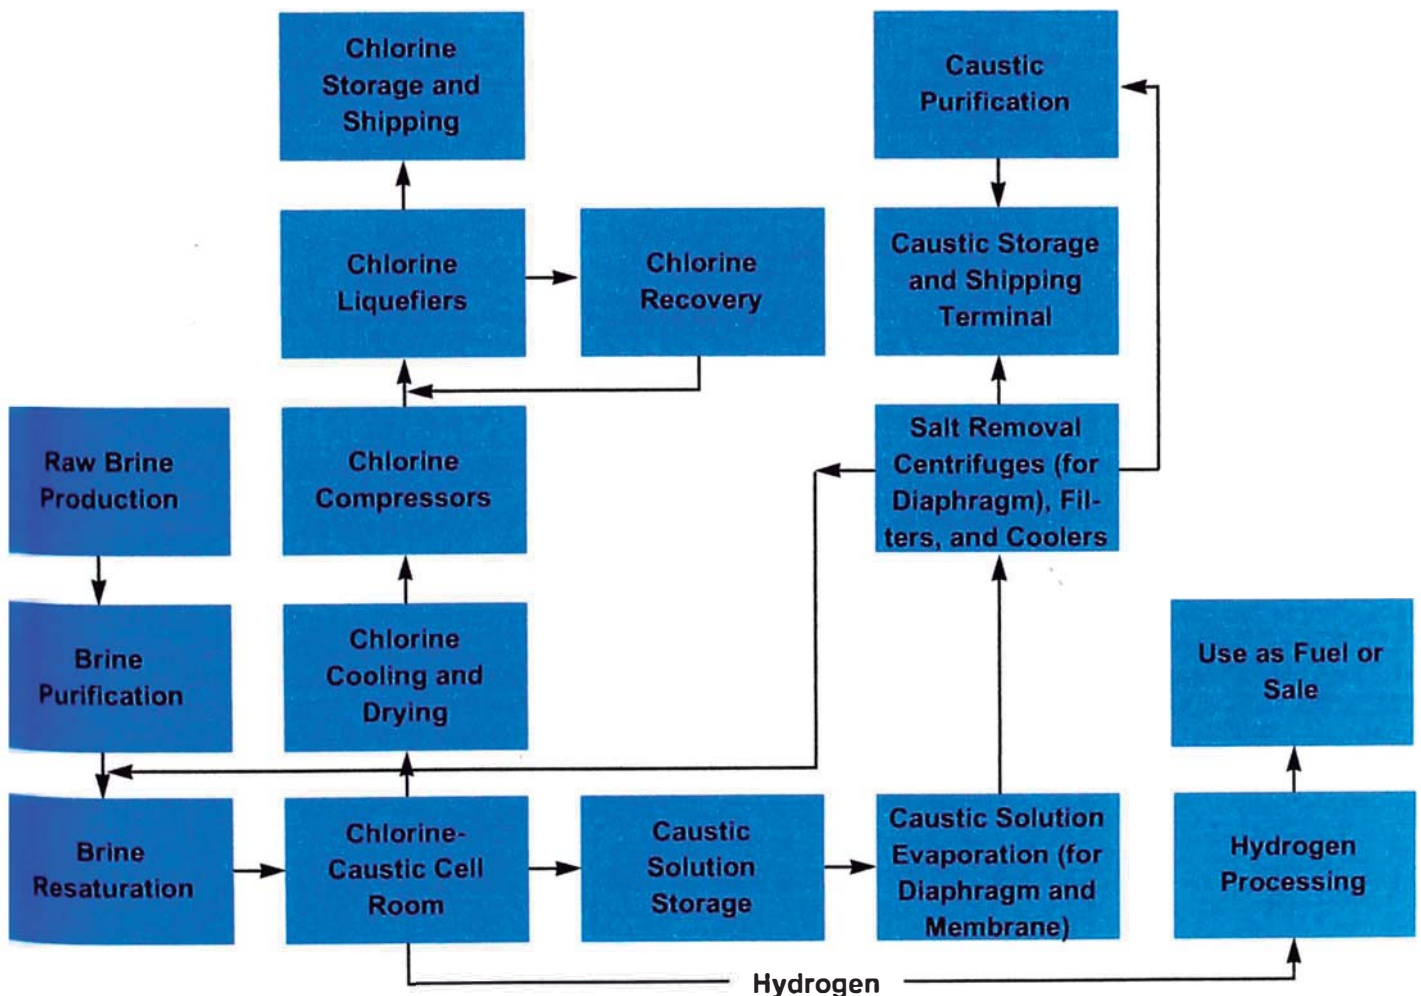 Chlorine
Storage and
Shipping
Caustic
Purification
Chlorine
Liquefiers
Chlorine
Recovery
Caustic Storage
and Shipping
Terminal
Raw Brine
Production
Chlorine
Compressors
Salt Removal
Centrifuges (for
Diaphragm), Fil-
ters, and Coolers
Brine
Purification
Chlorine
Cooling and
Drying
Use as Fuel or
Sale
Brine
Resaturation
Chlorine-
Caustic Cell
Room
Caustic
Solution
Storage
Caustic Solution
Evaporation (for
Diaphragm and
Membrane)
Hydrogen
Processing
Hydrogen